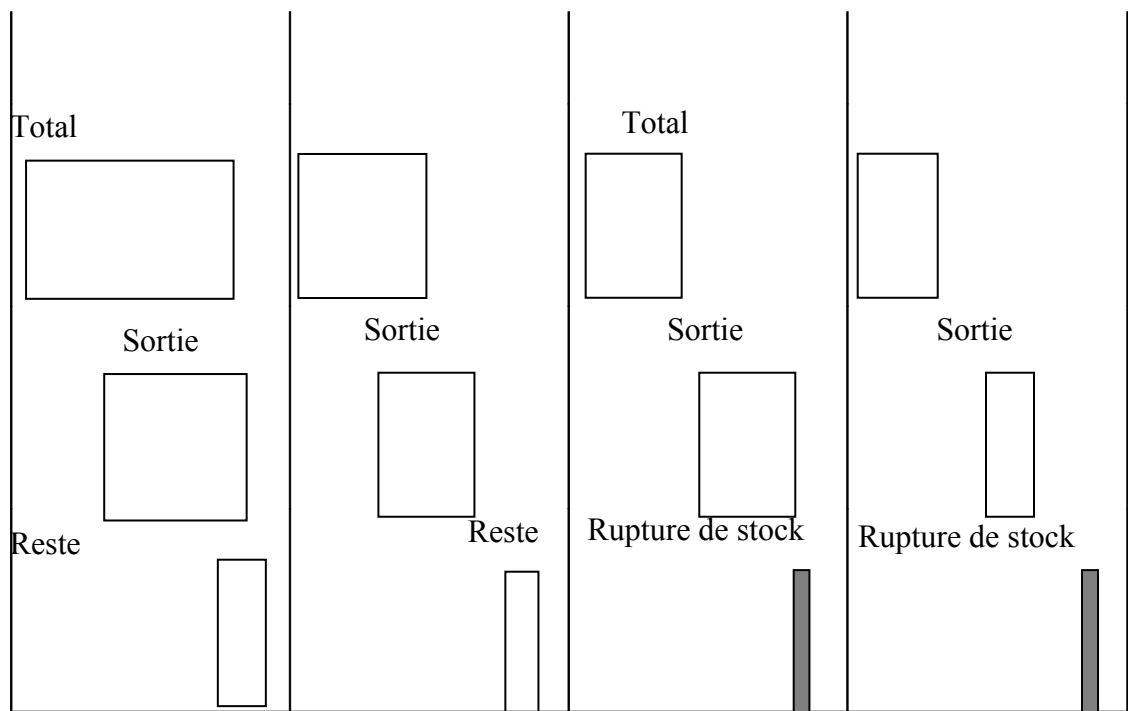 Total
Total
Sortie
Sortie
Sortie
Sortie
Reste
Reste
Rupture de stock
Rupture de stock